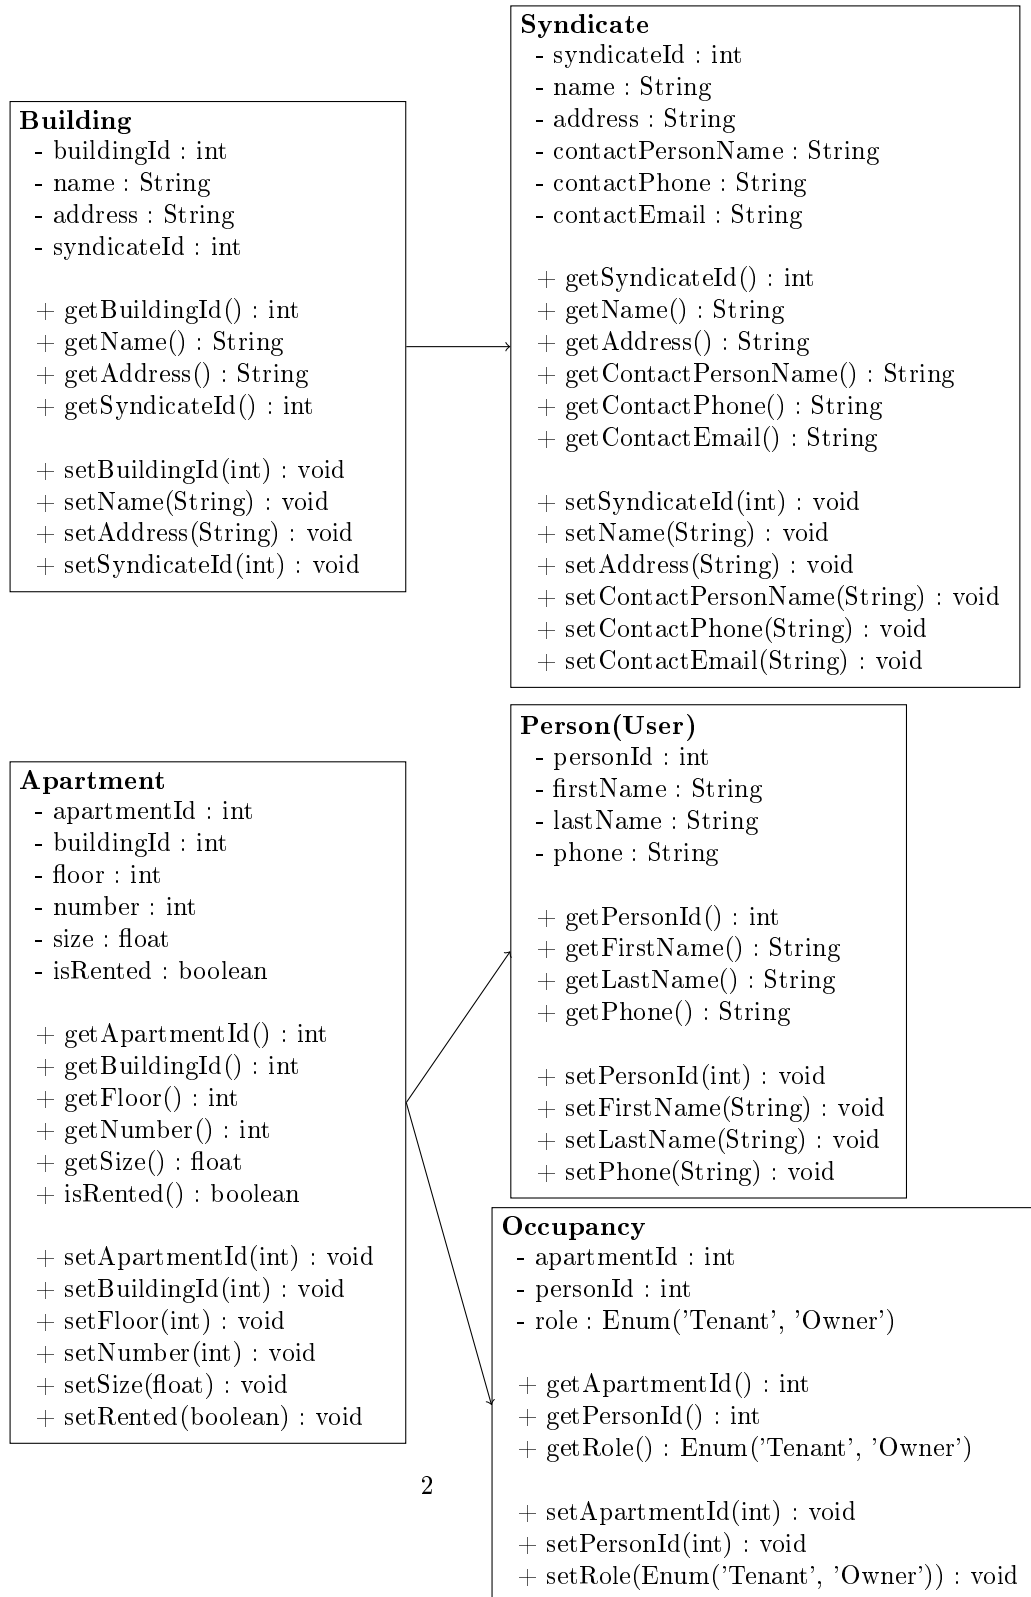 Building
- buildingId : int
- name : String
- address : String
- syndicateId : int
+ getBuildingId() : int
+ getName() : String
+ getAddress() : String
+ getSyndicateId() : int
+ setBuildingId(int) : void
+ setName(String) : void
+ setAddress(String) : void
+ setSyndicateId(int) : void
Syndicate
- syndicateId : int
- name : String
- address : String
- contactPersonName : String
- contactPhone : String
- contactEmail : String
+ getSyndicateId() : int
+ getName() : String
+ getAddress() : String
+ getContactPersonName() : String
+ getContactPhone() : String
+ getContactEmail() : String
+ setSyndicateId(int) : void
+ setName(String) : void
+ setAddress(String) : void
+ setContactPersonName(String) : void
+ setContactPhone(String) : void
+ setContactEmail(String) : void
Apartment
- apartmentId : int
- buildingId : int
- floor : int
- number : int
- size : float
- isRented : boolean
+ getApartmentId() : int
+ getBuildingId() : int
+ getFloor() : int
+ getNumber() : int
+ getSize() : float
+ isRented() : boolean
+ setApartmentId(int) : void
+ setBuildingId(int) : void
+ setFloor(int) : void
+ setNumber(int) : void
+ setSize(float) : void
+ setRented(boolean) : void
Person(User)
- personId : int
- firstName : String
- lastName : String
- phone : String
+ getPersonId() : int
+ getFirstName() : String
+ getLastName() : String
+ getPhone() : String
+ setPersonId(int) : void
+ setFirstName(String) : void
+ setLastName(String) : void
+ setPhone(String) : void
Occupancy
- apartmentId : int
- personId : int
- role : Enum('Tenant', 'Owner')
+ getApartmentId() : int
+ getPersonId() : int
+ getRole() : Enum('Tenant', 'Owner')
+ setApartmentId(int) : void
+ setPersonId(int) : void
+ setRole(Enum('Tenant', 'Owner')) : void
2